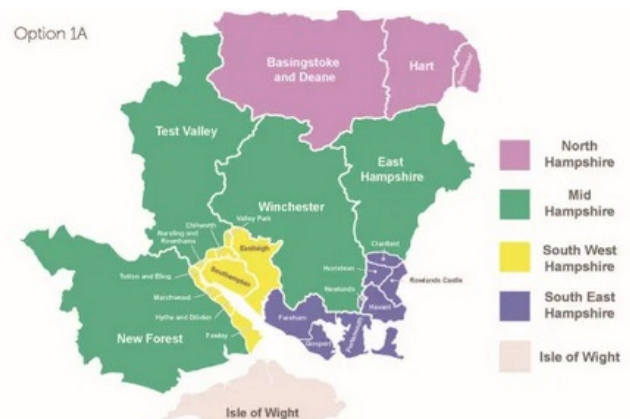 Option 1A
Basingstoke
and Deane
Hart
Rushmoor
Test Valley
East
Hampshire
Winchester
Chilworth
Valley Park
Nursling and
Rownhams
Eastleigh
Southampton
Totton and Eling
Marchwood
Hythe and Dibden
Fawley
New Forest
Clanfield
Horndean
Rowlands Castle
Newlands
Havant
Fareham
Gosport
Portsmouth
Isle of Wight
North
Hampshire
Mid
Hampshire
South West
Hampshire
South East
Hampshire
Isle of Wight